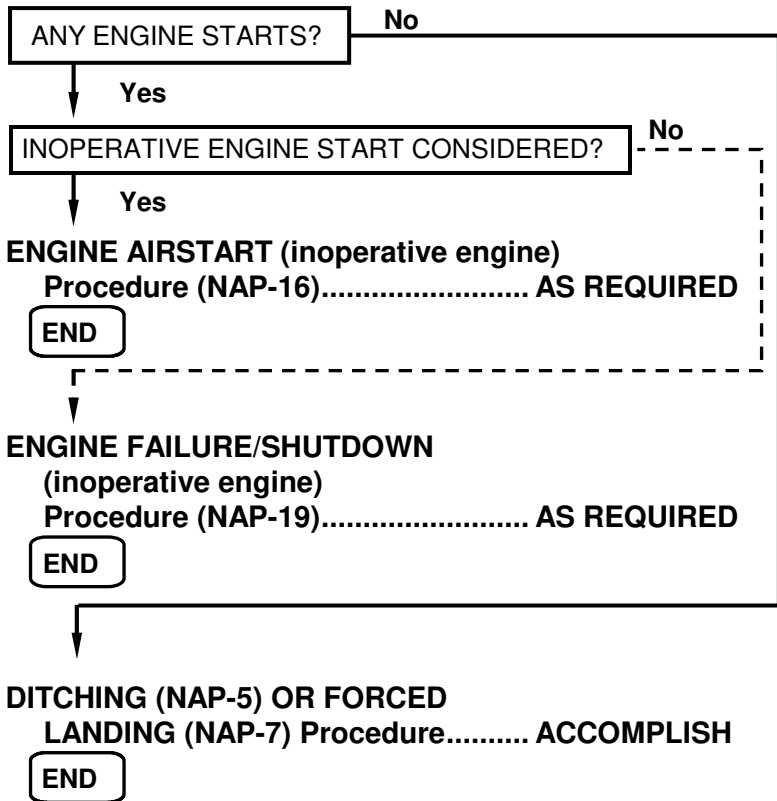 ANY ENGINE STARTS?
No
Yes
INOPERATIVE ENGINE START CONSIDERED?
No
Yes
ENGINE AIRSTART (inoperative engine)
Procedure (NAP-16)......................... AS REQUIRED
END
ENGINE FAILURE/SHUTDOWN
(inoperative engine)
Procedure (NAP-19)......................... AS REQUIRED
END
DITCHING (NAP-5) OR FORCED
LANDING (NAP-7) Procedure.......... ACCOMPLISH
END